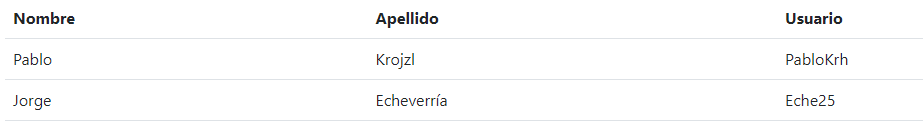 Nombre Apellido Usuario
Pablo Krojzl PabloKrh
Jorge Echeverría Eche25